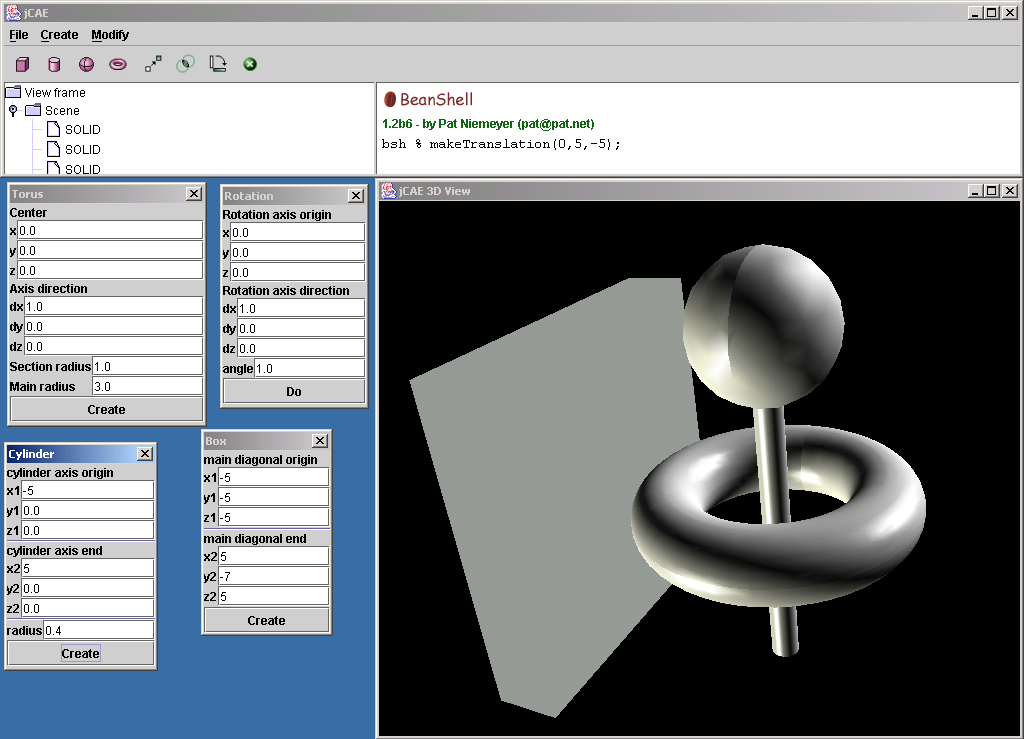 jCAE
File Create Modify
View frame
Scene
SOLID
SOLID
SOLID
BeanShell
1.2b6 - by Pat Niemeyer (pat@pat.net)
bsh % makeTranslation(0,5,-5);
Torus
Center
x 0.0
y 0.0
z 0.0
Axis direction
dx 1.0
dy 0.0
dz 0.0
Section radius 1.0
Main radius 3.0
Create
Rotation
Rotation axis origin
x 0.0
y 0.0
z 0.0
Rotation axis direction
dx 1.0
dy 0.0
dz 0.0
angle 1.0
Do
jCAE 3D View
Cylinder
cylinder axis origin
x1 -5
y1 0.0
z1 0.0
cylinder axis end
x2 5
y2 0.0
z2 0.0
radius 0.4
Create
Box
main diagonal origin
x1 -5
y1 -5
z1 -5
main diagonal end
x2 5
y2 -7
z2 5
Create